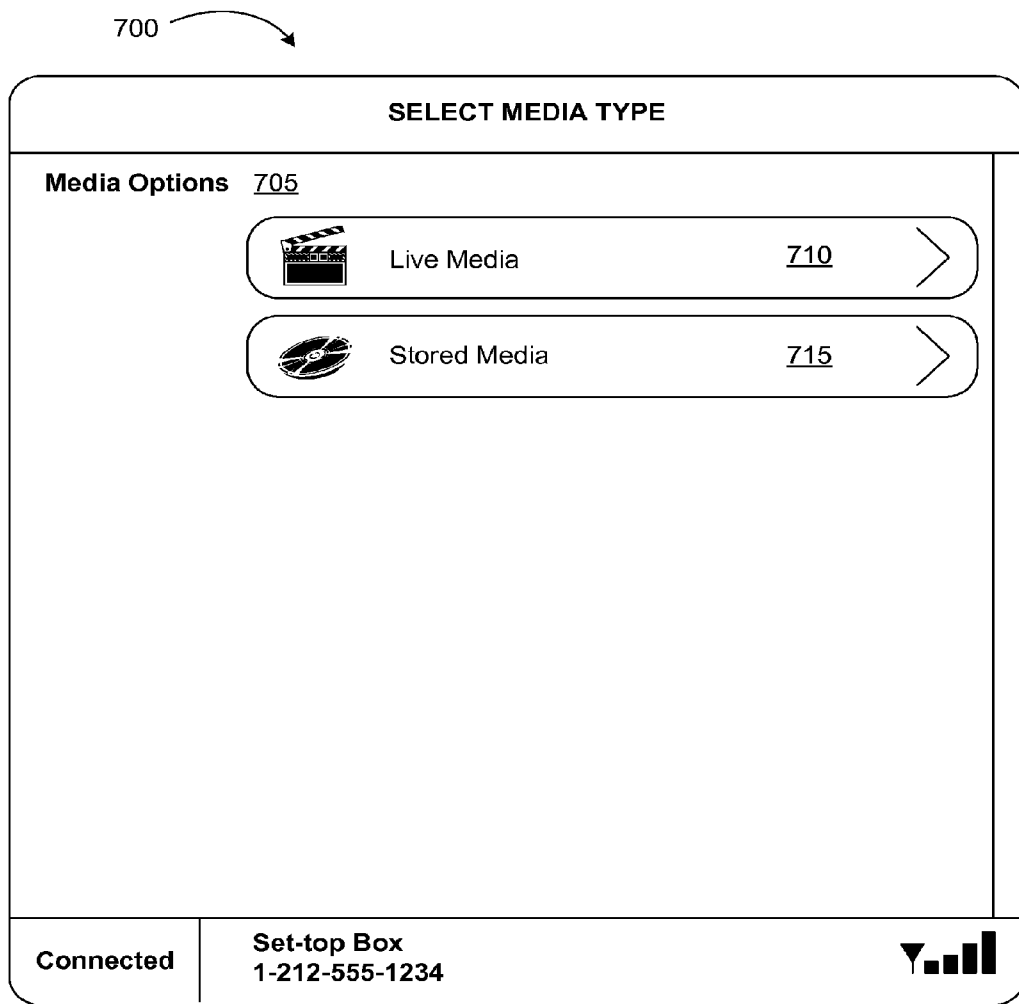 700
SELECT MEDIA TYPE
Media Options 705
Live Media 710
Stored Media 715
Connected
Set-top Box
1-212-555-1234